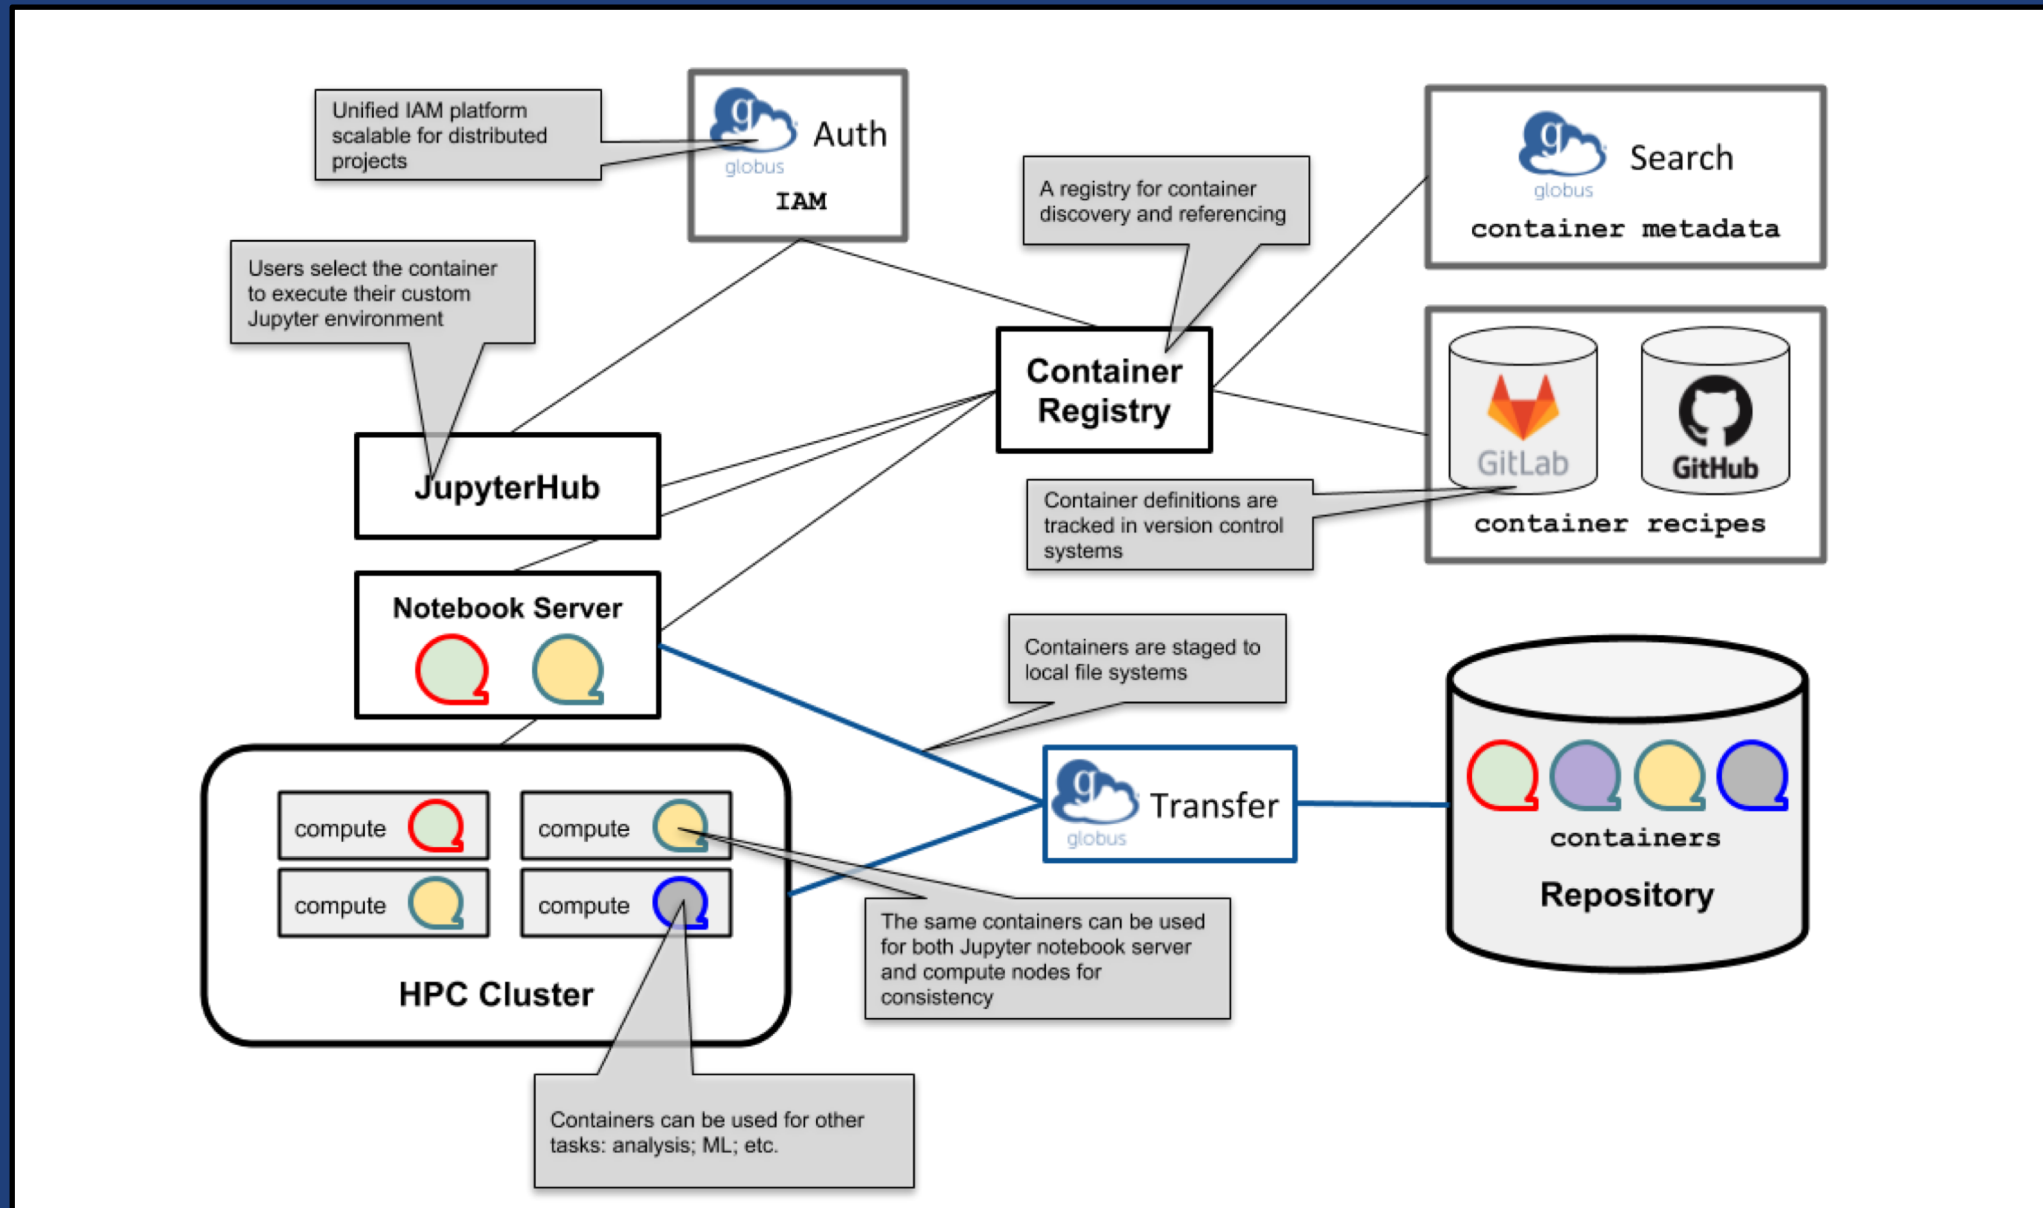 Unified IAM platform
scalable for distributed
projects
g
globus
Auth
IAM
A registry for container
discovery and referencing
g
globus
Search
container metadata
Users select the container
to execute their custom
Jupyter environment
Container
Registry
GitLab
GitHub
container recipes
JupyterHub
Container definitions are
tracked in version control
systems
Notebook Server
Containers are staged to
local file systems
g
globus
Transfer
containers
Repository
compute
compute
compute
compute
HPC Cluster
The same containers can be used
for both Jupyter notebook server
and compute nodes for
consistency
Containers can be used for other
tasks: analysis; ML; etc.